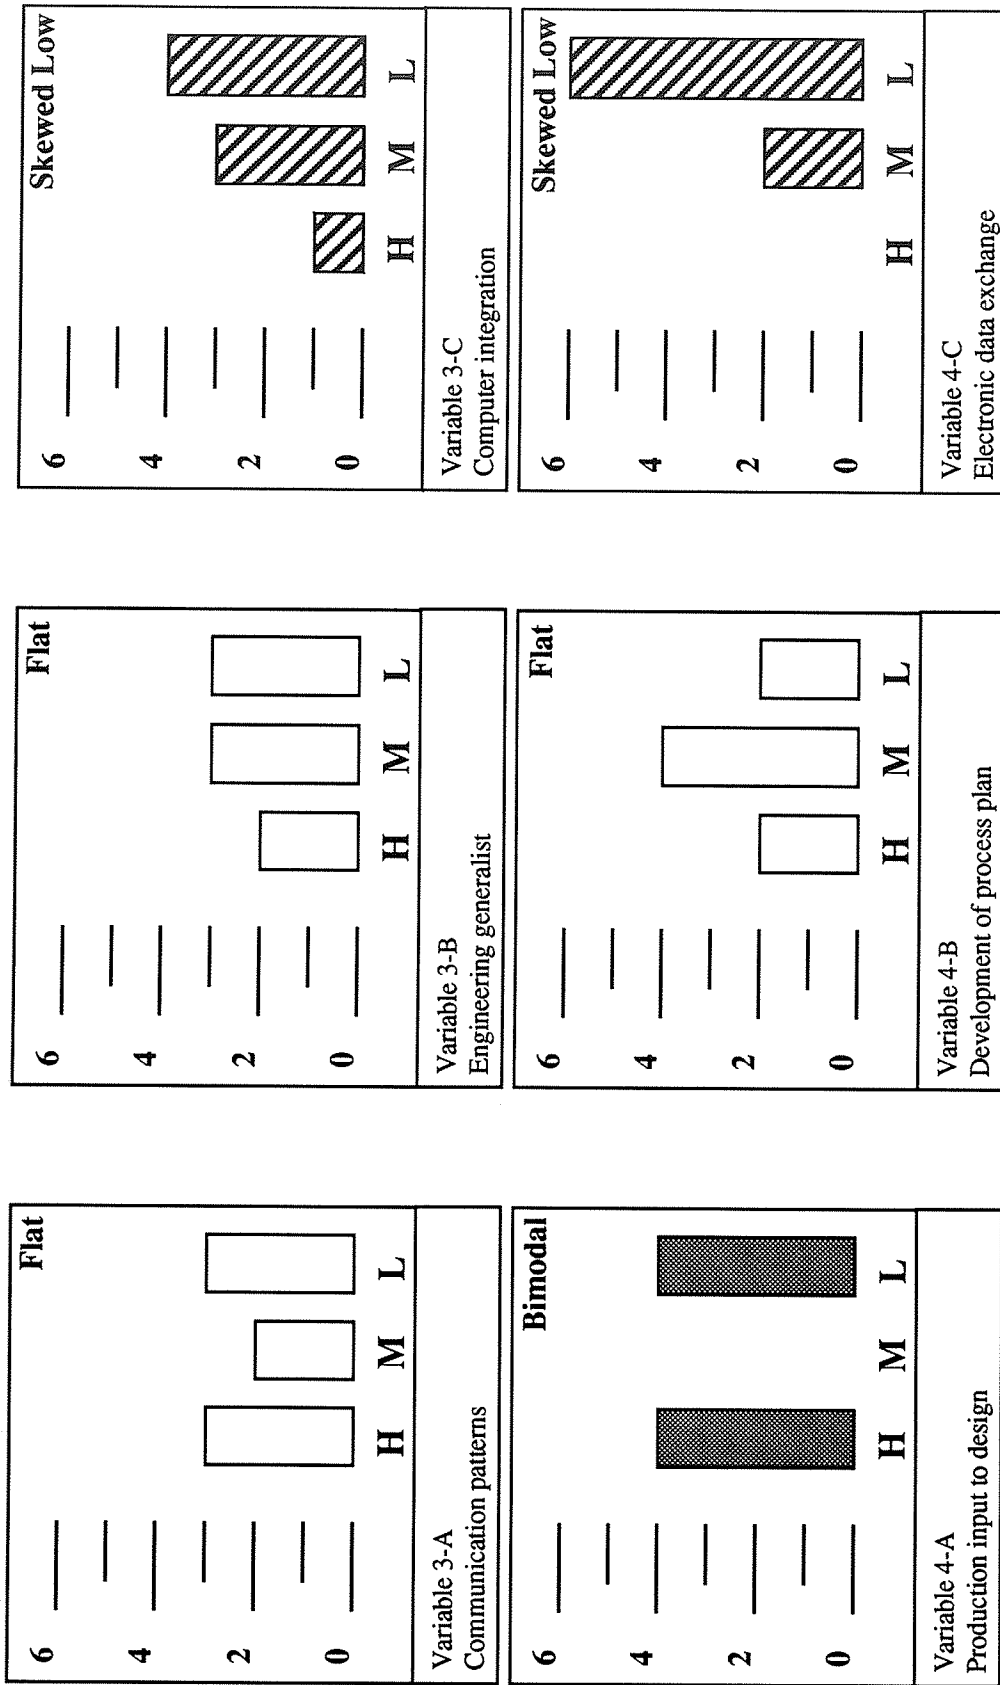 Flat
6
4
2
0
H M L
Variable 3-A
Communication patterns
Flat
6
4
2
0
H M L
Variable 3-B
Engineering generalist
Skewed Low
6
4
2
0
H M L
Variable 3-C
Computer integration
Bimodal
6
4
2
0
H M L
Variable 4-A
Production input to design
Flat
6
4
2
0
H M L
Variable 4-B
Development of process plan
Skewed Low
6
4
2
0
H M L
Variable 4-C
Electronic data exchange